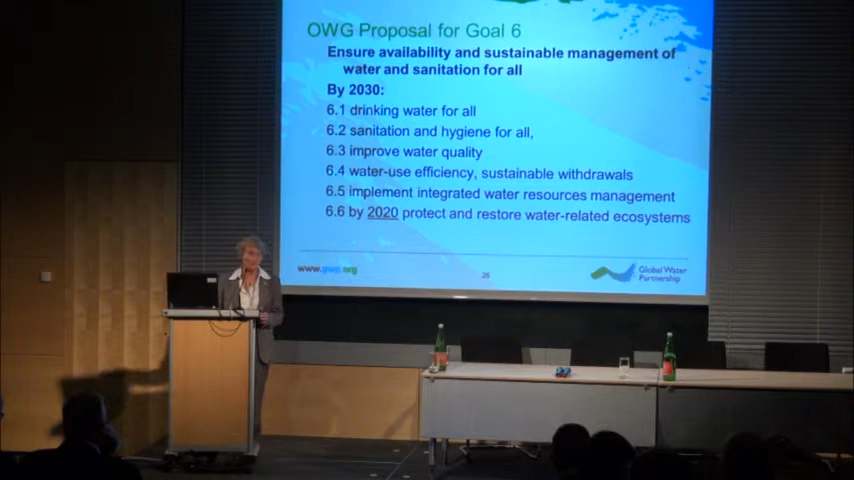 OWG Proposal for Goal 6
Ensure availability and sustainable management of
water and sanitation for all
By 2030:
6.1 drinking water for all
6.2 sanitation and hygiene for all,
6.3 improve water quality
6.4 water-use efficiency, sustainable withdrawals
6.5 implement integrated water resources management
6.6 by 2020 protect and restore water-related ecosystems
www.gwp.org
26
Global Water
Partnership